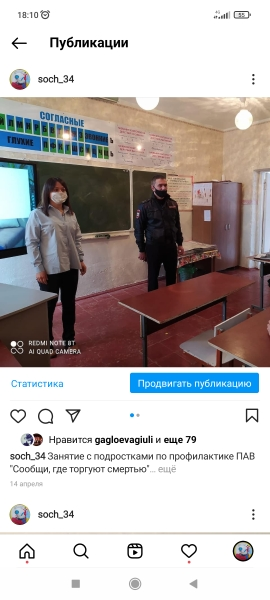 18:10
55
Публикации
soch_34
СОГЛАСНЫЕ
ГЛУХИЕ
REDMI NOTE 8T
AI QUAD CAMERA
Статистика
Продвигать публикацию
Нравится gagloevagiuli и еще 79
soch_34 Занятие с подростками по профилактике ПАВ
"Сообщи, где торгуют смертью"... ещё
14 апреля
soch_34